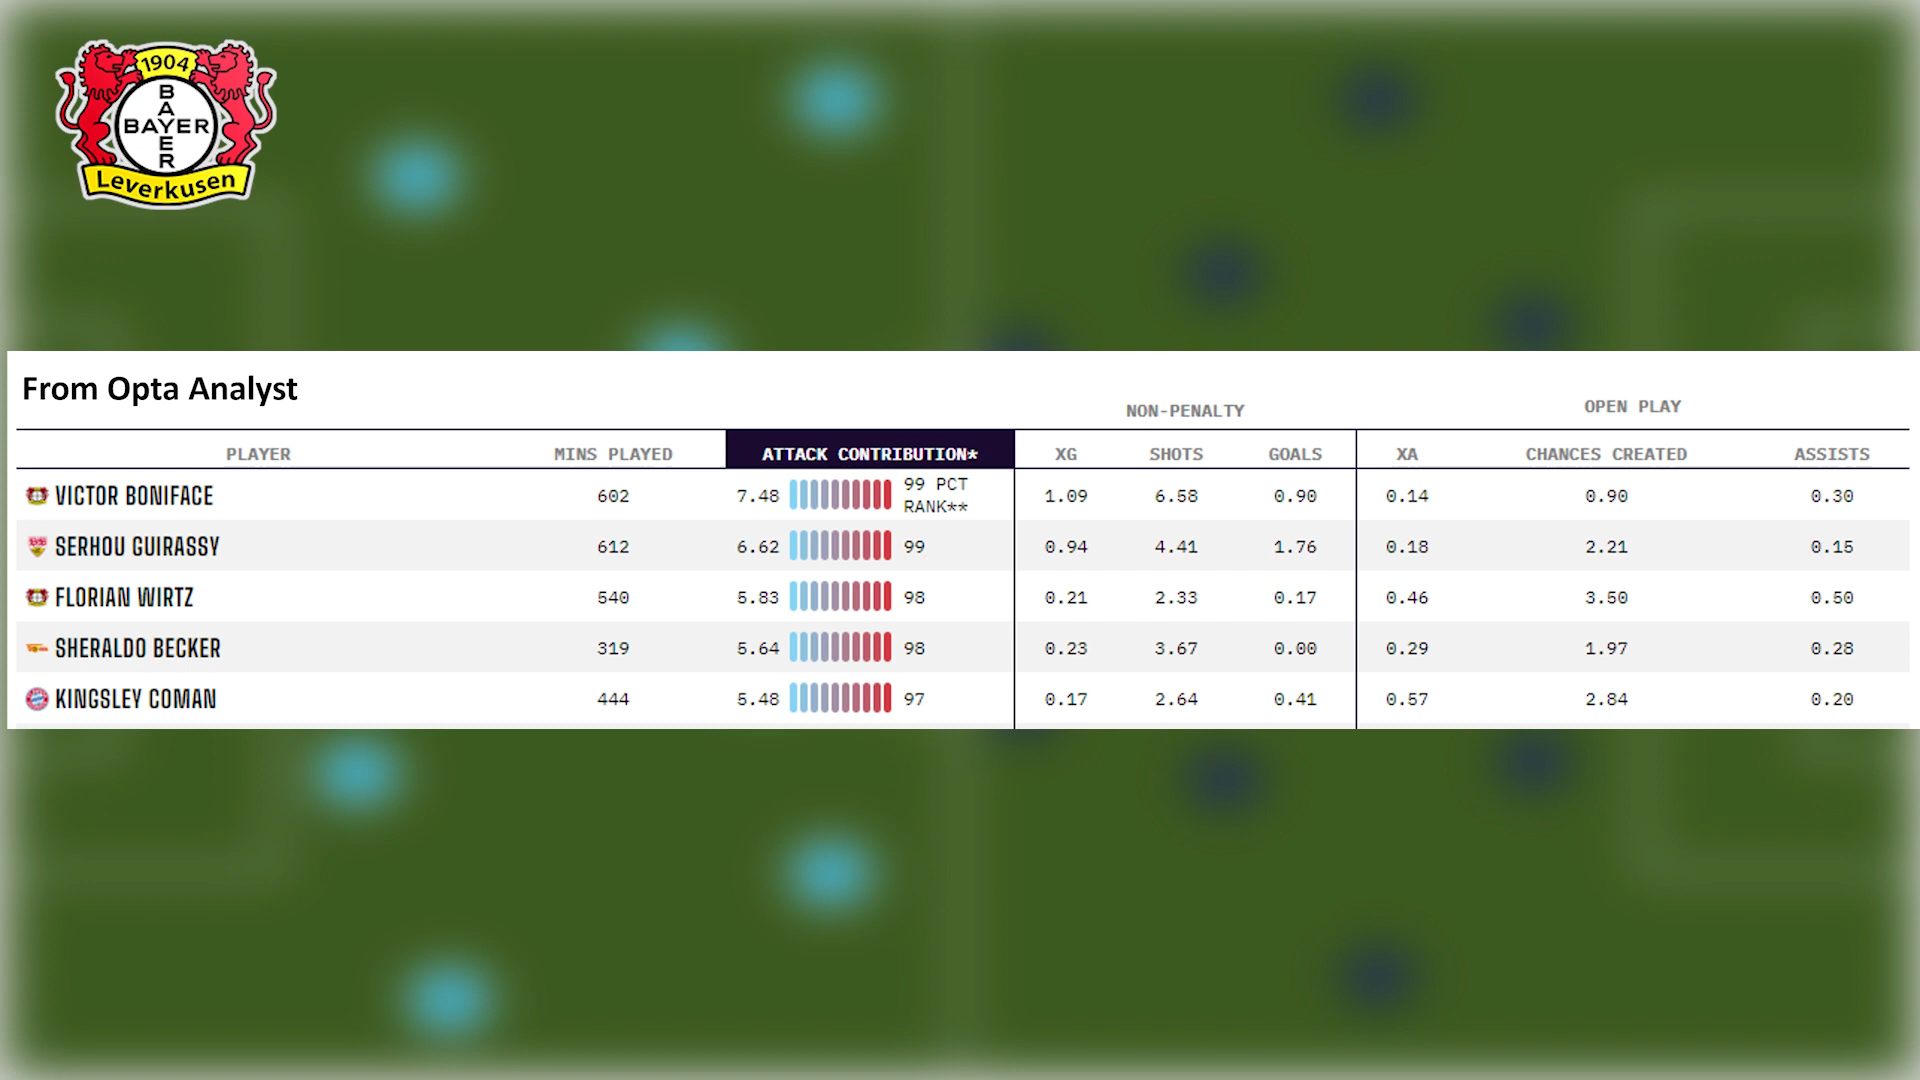 1904
BAYER
BAYER
Leverkusen
From Opta Analyst
NON-PENALTY OPEN PLAY
PLAYER MINS PLAYED ATTACK CONTRIBUTION* XG SHOTS GOALS XA CHANCES CREATED ASSISTS
VICTOR BONIFACE 602 7.48 99 PCT RANK** 1.09 6.58 0.90 0.14 0.90 0.30
SERHOU GUIRASSY 612 6.62 99 0.94 4.41 1.76 0.18 2.21 0.15
FLORIAN WIRTZ 540 5.83 98 0.21 2.33 0.17 0.46 3.50 0.50
SHERALDO BECKER 319 5.64 98 0.23 3.67 0.00 0.29 1.97 0.28
KINGSLEY COMAN 444 5.48 97 0.17 2.64 0.41 0.57 2.84 0.20